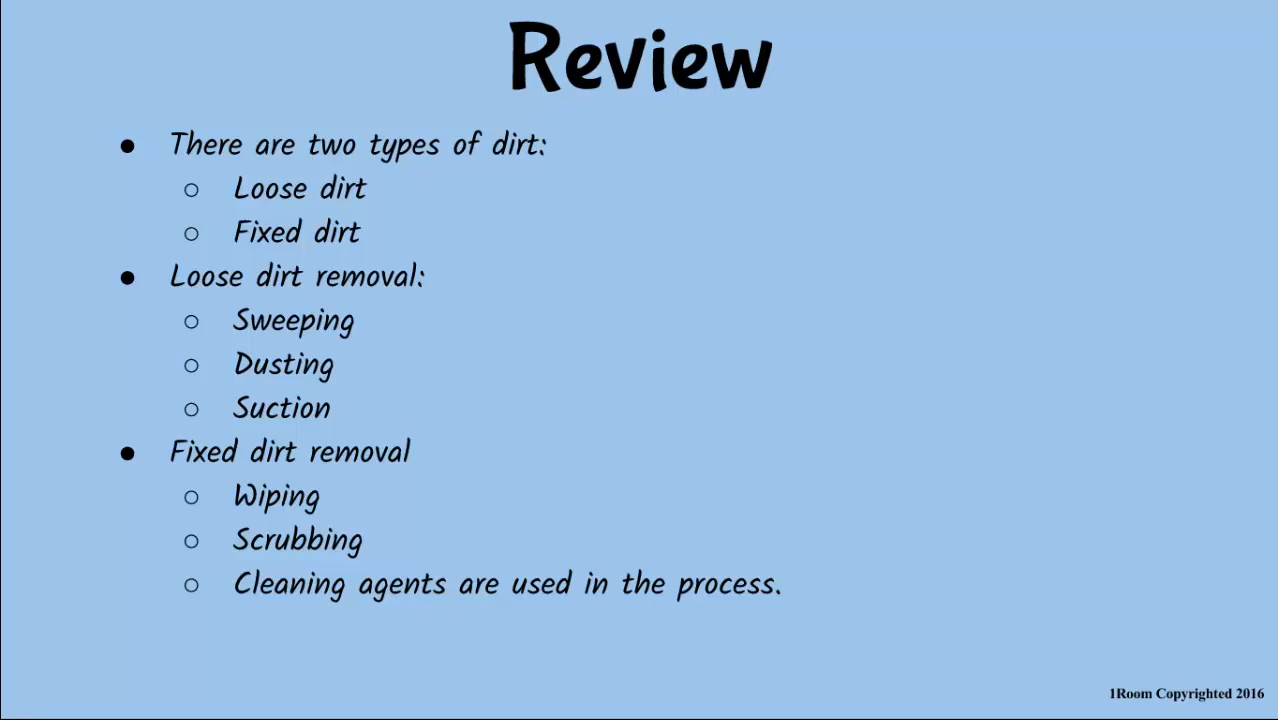 Review
● There are two types of dirt:
○ Loose dirt
○ Fixed dirt
● Loose dirt removal:
○ Sweeping
○ Dusting
○ Suction
● Fixed dirt removal
○ Wiping
○ Scrubbing
○ Cleaning agents are used in the process.
1Room Copyrighted 2016